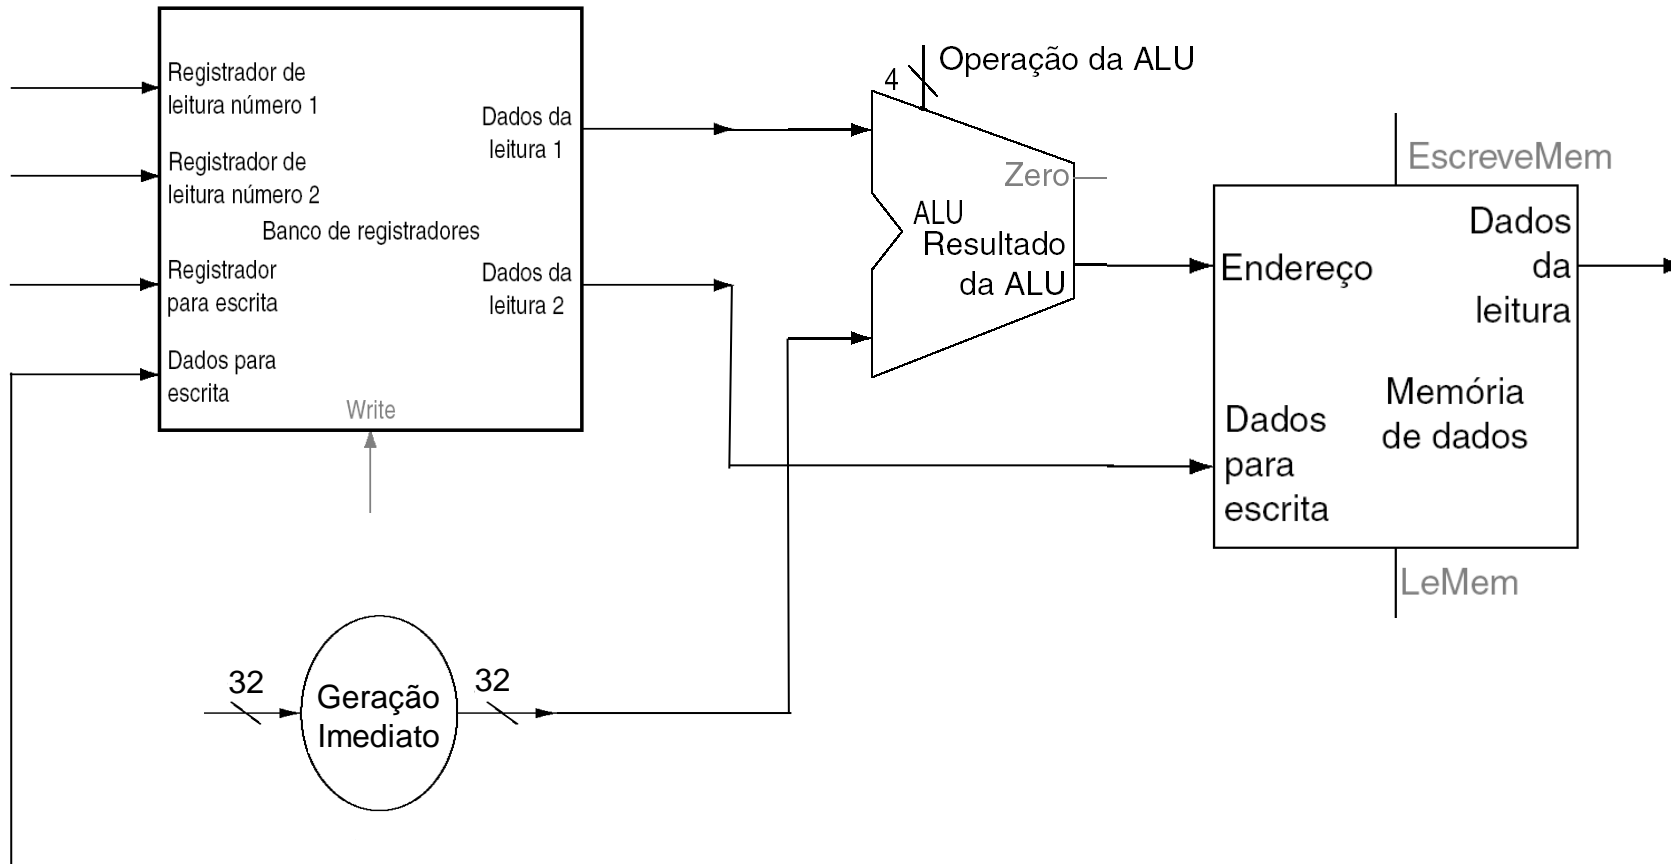 Registrador de
leitura número 1
Registrador de
leitura número 2
Banco de registradores
Registrador
para escrita
Dados para
escrita
Write
Dados da
leitura 1
Dados da
leitura 2
4
Operação da ALU
Zero
ALU
Resultado
da ALU
EscreveMem
Endereço
Dados
da
leitura
Memória
de dados
Dados
para
escrita
LeMem
32
Geração
Imediato
32